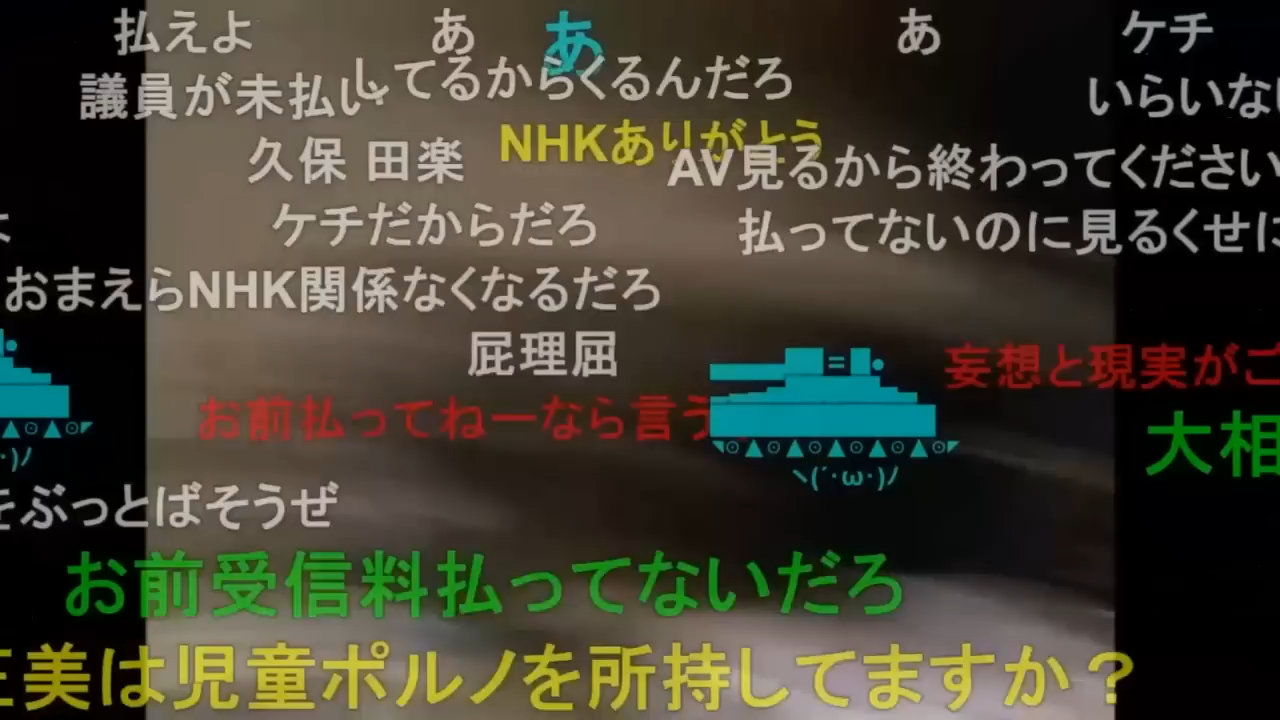 払えよ
あ
あ
あ
ケチ
議員が未払い
してるからくるんだろ
いらいな
久保 田楽
NHKありがとう
AV見るから終わってください
ケチだからだろ
払ってないのに見るくせに
おまえらNHK関係なくなるだろ
屁理屈
妄想と現実がご
お前払ってねーなら言う
大相
ヽ(´･ω･)ﾉ
をぶっとばそうぜ
お前受信料払ってないだろ
美は児童ポルノを所持してますか？